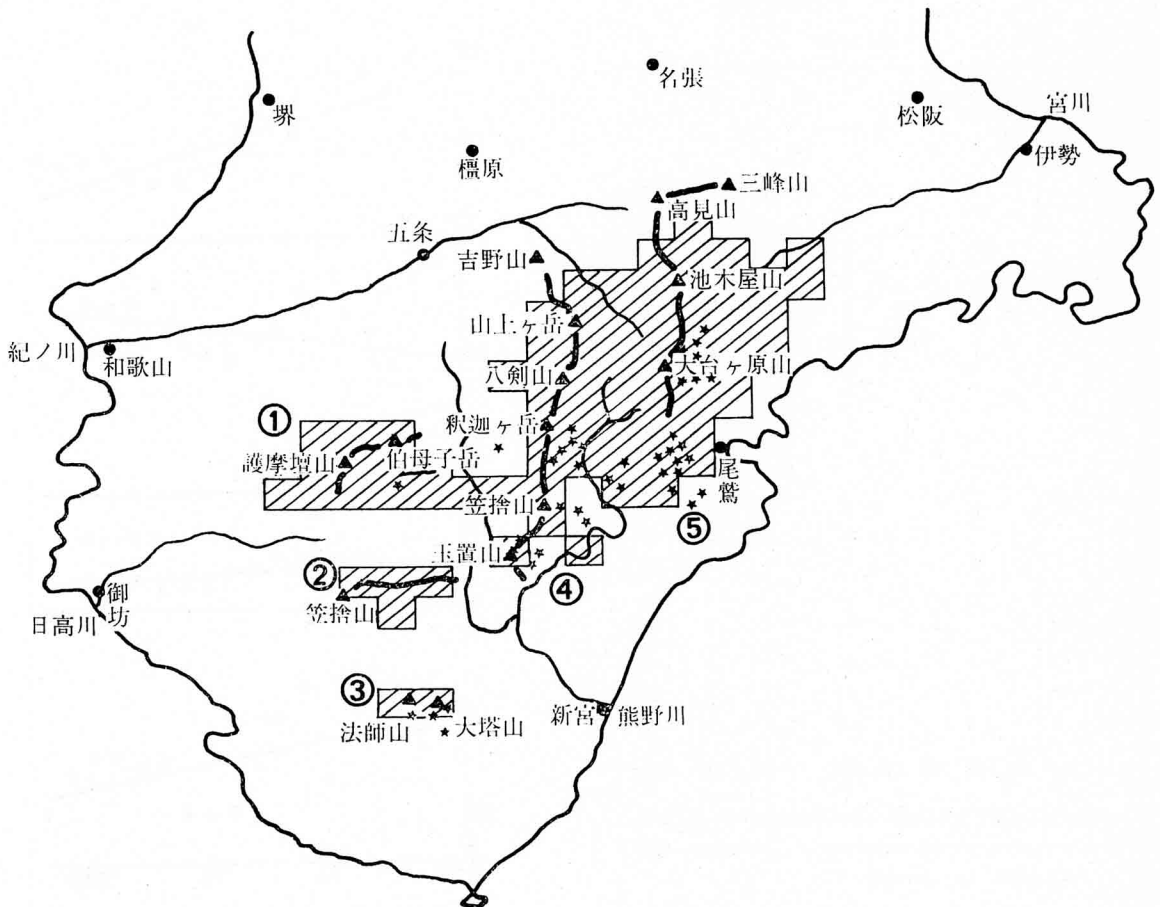 名張
堺
松阪
宮川
橿原
伊勢
三峰山
高見山
五条
吉野山
池木屋山
山上ヶ岳
紀ノ川
和歌山
大台ヶ原山
八剣山
①
釈迦ヶ岳
護摩壇山
伯母子岳
尾鷲
笠捨山
⑤
玉置山
②
④
御坊
笠捨山
日高川
③
新宮
熊野川
法師山
大塔山